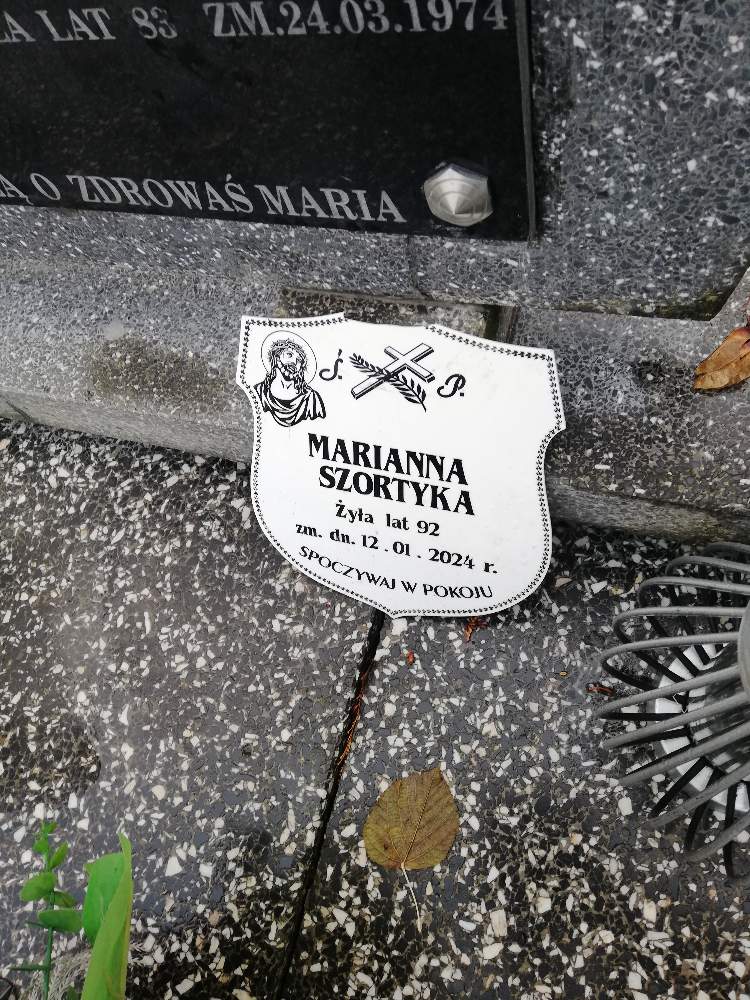 LAT 83 ZM.24.03.1974
O ZDROWAŚ MARIA
Ś. P.
MARIANNA
SZORTYKA
Żyła lat 92
zm. dn. 12.01.2024 r.
SPOCZYWAJ W POKOJU